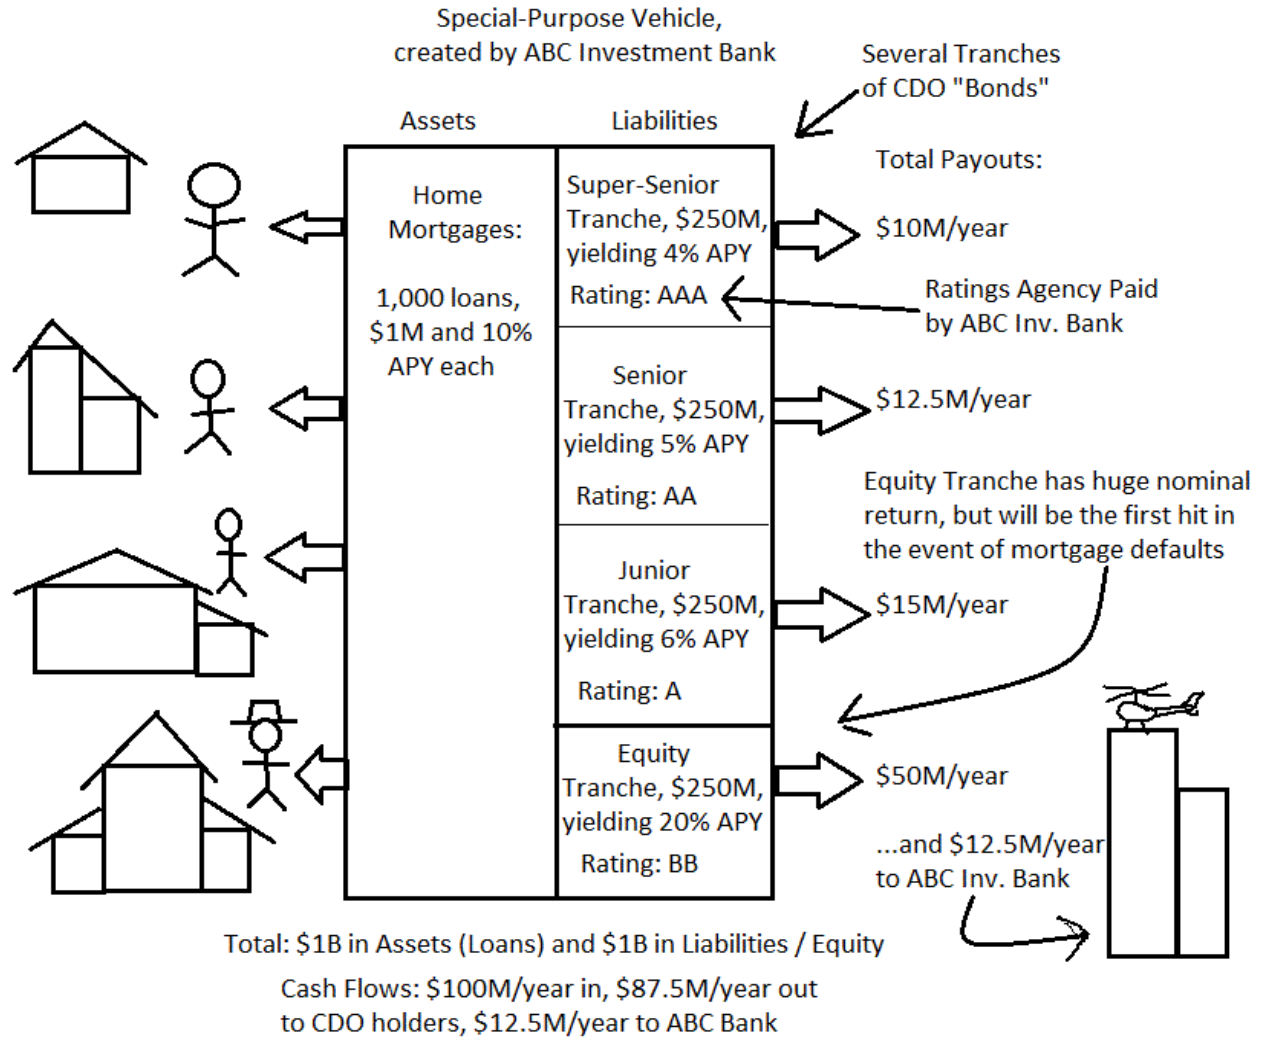 Special-Purpose Vehicle,
created by ABC Investment Bank
Several Tranches
of CDO "Bonds"
Assets
Liabilities
Total Payouts:
Home
Mortgages:
1,000 loans,
$1M and 10%
APY each
Super-Senior
Tranche, $250M,
yielding 4% APY
Rating: AAA
$10M/year
Ratings Agency Paid
by ABC Inv. Bank
Senior
Tranche, $250M,
yielding 5% APY
Rating: AA
$12.5M/year
Equity Tranche has huge nominal
return, but will be the first hit in
the event of mortgage defaults
Junior
Tranche, $250M,
yielding 6% APY
Rating: A
$15M/year
Equity
Tranche, $250M,
yielding 20% APY
Rating: BB
$50M/year
...and $12.5M/year
to ABC Inv. Bank
Total: $1B in Assets (Loans) and $1B in Liabilities / Equity
Cash Flows: $100M/year in, $87.5M/year out
to CDO holders, $12.5M/year to ABC Bank